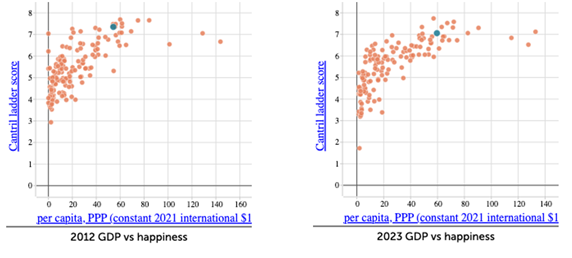 8
7
6
5
4
3
2
1
0
Cantril ladder score
0 20 40 60 80 100 120 140 160
per capita, PPP (constant 2021 international $1
2012 GDP vs happiness
8
7
6
5
4
3
2
1
0
Cantril ladder score
0 20 40 60 80 100 120 140
per capita, PPP (constant 2021 international $1
2023 GDP vs happiness